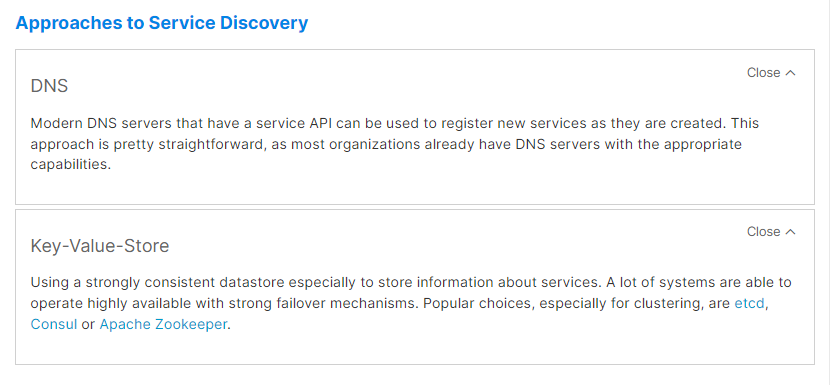 Approaches to Service Discovery
Close
DNS
Modern DNS servers that have a service API can be used to register new services as they are created. This
approach is pretty straightforward, as most organizations already have DNS servers with the appropriate
capabilities.
Close
Key-Value-Store
Using a strongly consistent datastore especially to store information about services. A lot of systems are able to
operate highly available with strong failover mechanisms. Popular choices, especially for clustering, are etcd,
Consul or Apache Zookeeper.